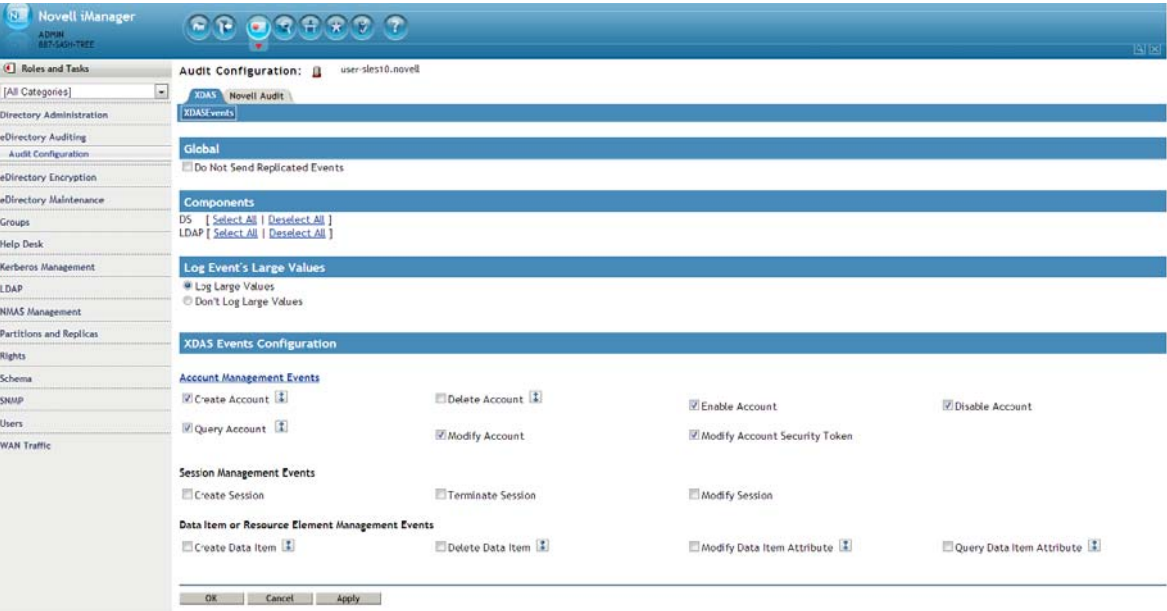 Novell iManager
ADMIN
887-SASH-TREE
Roles and Tasks
[All Categories]
Directory Administration
eDirectory Auditing
Audit Configuration
eDirectory Encryption
eDirectory Maintenance
Groups
Help Desk
Kerberos Management
LDAP
NMAS Management
Partitions and Replicas
Rights
Schema
SNMP
Users
WAN Traffic
Audit Configuration: user-sles10.novell
XDAS Novell Audit
XDASEvents
Global
Do Not Send Replicated Events
Components
DS [ Select All | Deselect All ]
LDAP [ Select All | Deselect All ]
Log Event's Large Values
Log Large Values
Don't Log Large Values
XDAS Events Configuration
Account Management Events
Create Account Delete Account Enable Account Disable Account
Query Account Modify Account Modify Account Security Token
Session Management Events
Create Session Terminate Session Modify Session
Data Item or Resource Element Management Events
Create Data Item Delete Data Item Modify Data Item Attribute Query Data Item Attribute
OK Cancel Apply